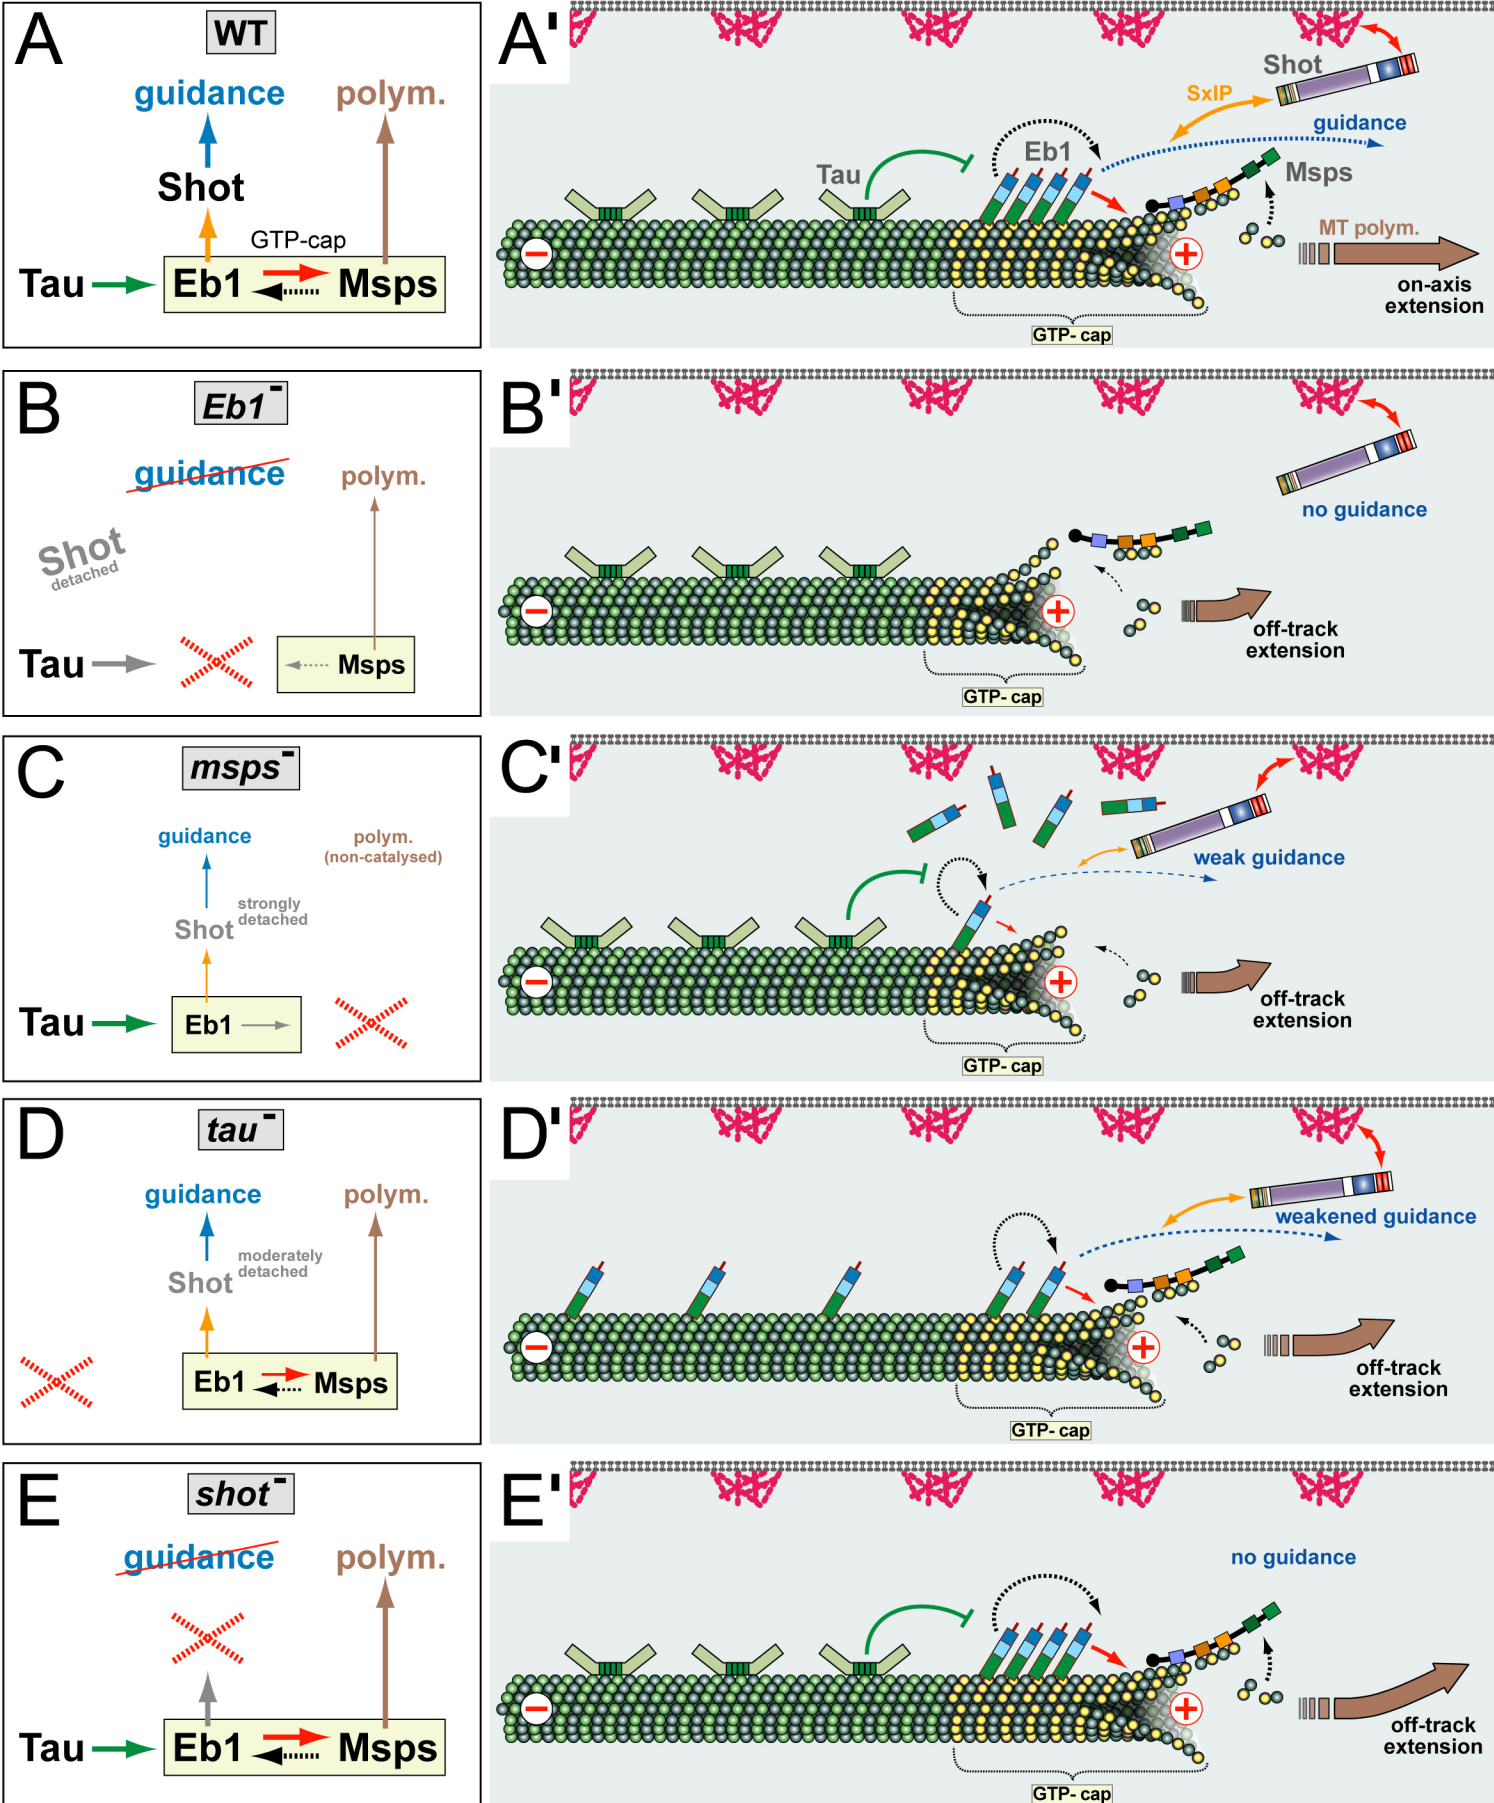 A
WT
guidance
polym.
Shot
GTP-cap
Tau
Eb1
Msps
A'
Shot
SxIP
guidance
Eb1
Tau
Msps
MT polym.
−
+
on-axis
extension
GTP- cap
B
Eb1⁻
guidance
polym.
Shot
detached
Tau
Msps
B'
no guidance
−
+
off-track
extension
GTP- cap
C
msps⁻
guidance
polym.
(non-catalysed)
strongly
detached
Shot
Tau
Eb1
C'
weak guidance
−
+
off-track
extension
GTP- cap
D
tau⁻
guidance
polym.
moderately
detached
Shot
Eb1
Msps
D'
weakened guidance
−
+
off-track
extension
GTP- cap
E
shot⁻
guidance
polym.
Tau
Eb1
Msps
E'
no guidance
−
+
off-track
extension
GTP- cap